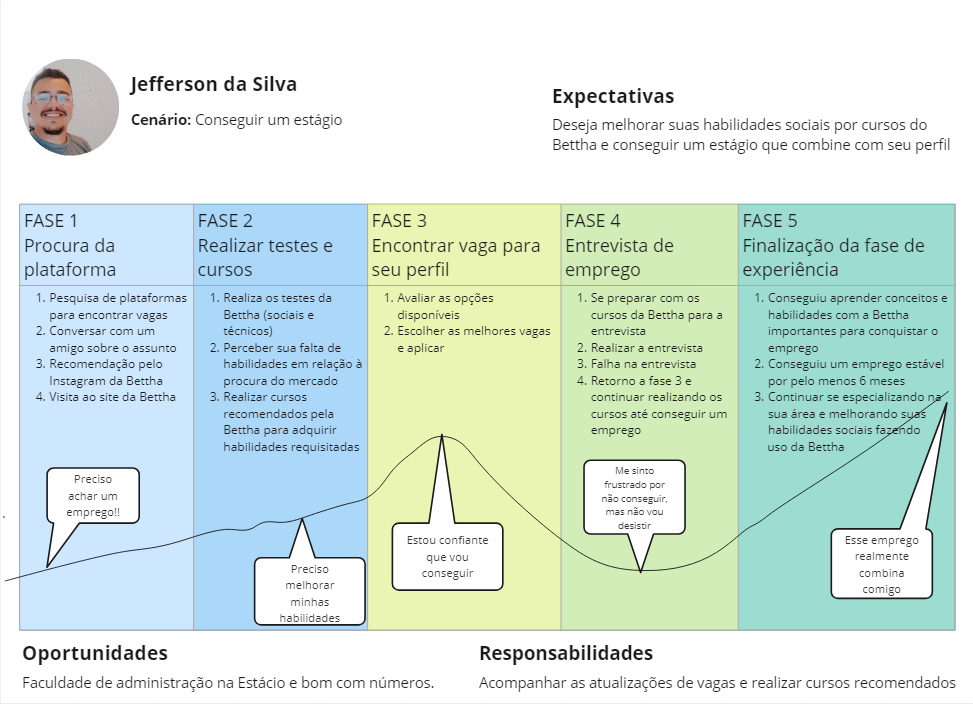 Jefferson da Silva
Cenário: Conseguir um estágio
Expectativas
Deseja melhorar suas habilidades sociais por cursos do
Bettha e conseguir um estágio que combine com seu perfil
FASE 1
Procura da
plataforma
1. Pesquisa de plataformas
para encontrar vagas
2. Conversar com um
amigo sobre o assunto
3. Recomendação pelo
Instagram da Bettha
4. Visita ao site da Bettha
Preciso
achar um
emprego!!
FASE 2
Realizar testes e
cursos
1. Realiza os testes da
Bettha (sociais e
técnicos)
2. Perceber sua falta de
habilidades em relação à
procura do mercado
3. Realizar cursos
recomendados pela
Bettha para adquirir
habilidades requisitadas
Preciso
melhorar
minhas
habilidades
FASE 3
Encontrar vaga para
seu perfil
1. Avaliar as opções
disponíveis
2. Escolher as melhores vagas
e aplicar
Estou confiante
que vou
conseguir
FASE 4
Entrevista de
emprego
1. Se preparar com os
cursos da Bettha para a
entrevista
2. Realizar a entrevista
3. Falha na entrevista
4. Retorno a fase 3 e
continuar realizando os
cursos até conseguir um
emprego
Me sinto
frustrado por
não conseguir,
mas não vou
desistir
FASE 5
Finalização da fase de
experiência
1. Conseguiu aprender conceitos e
habilidades com a Bettha
importantes para conquistar o
emprego
2. Conseguiu um emprego estável
por pelo menos 6 meses
3. Continuar se especializando na
sua área e melhorando suas
habilidades sociais fazendo
uso da Bettha
Esse emprego
realmente
combina
comigo
Oportunidades
Faculdade de administração na Estácio e bom com números.
Responsabilidades
Acompanhar as atualizações de vagas e realizar cursos recomendados